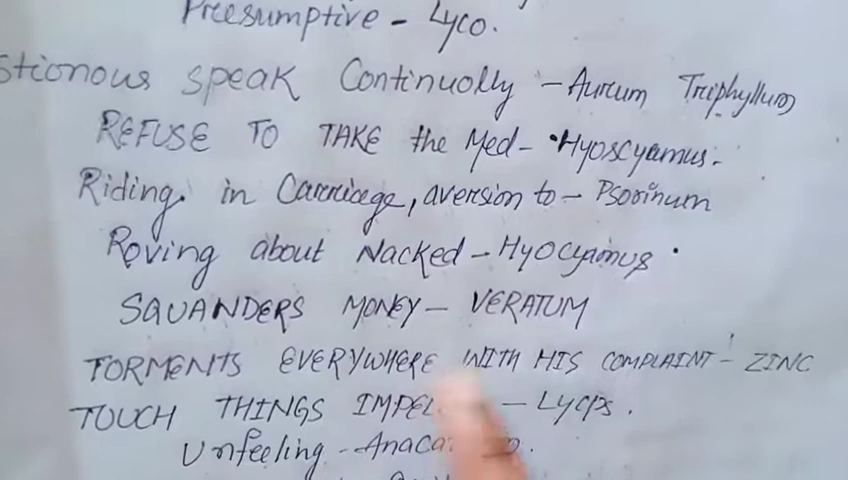 Presumptive - Lyco.
speak Continuolly - Aurum Triphyllum
REFUSE TO TAKE the Med- Hyoscyamus.
Riding. in Carriage, aversion to - Psorinum
Roving about Nacked - Hyocyamus.
SQUANDERS MONEY - VERATUM
TORMENTS EVERYWHERE WITH HIS COMPLAINT - ZINC
TOUCH THINGS - Lycps.
Unfeeling -